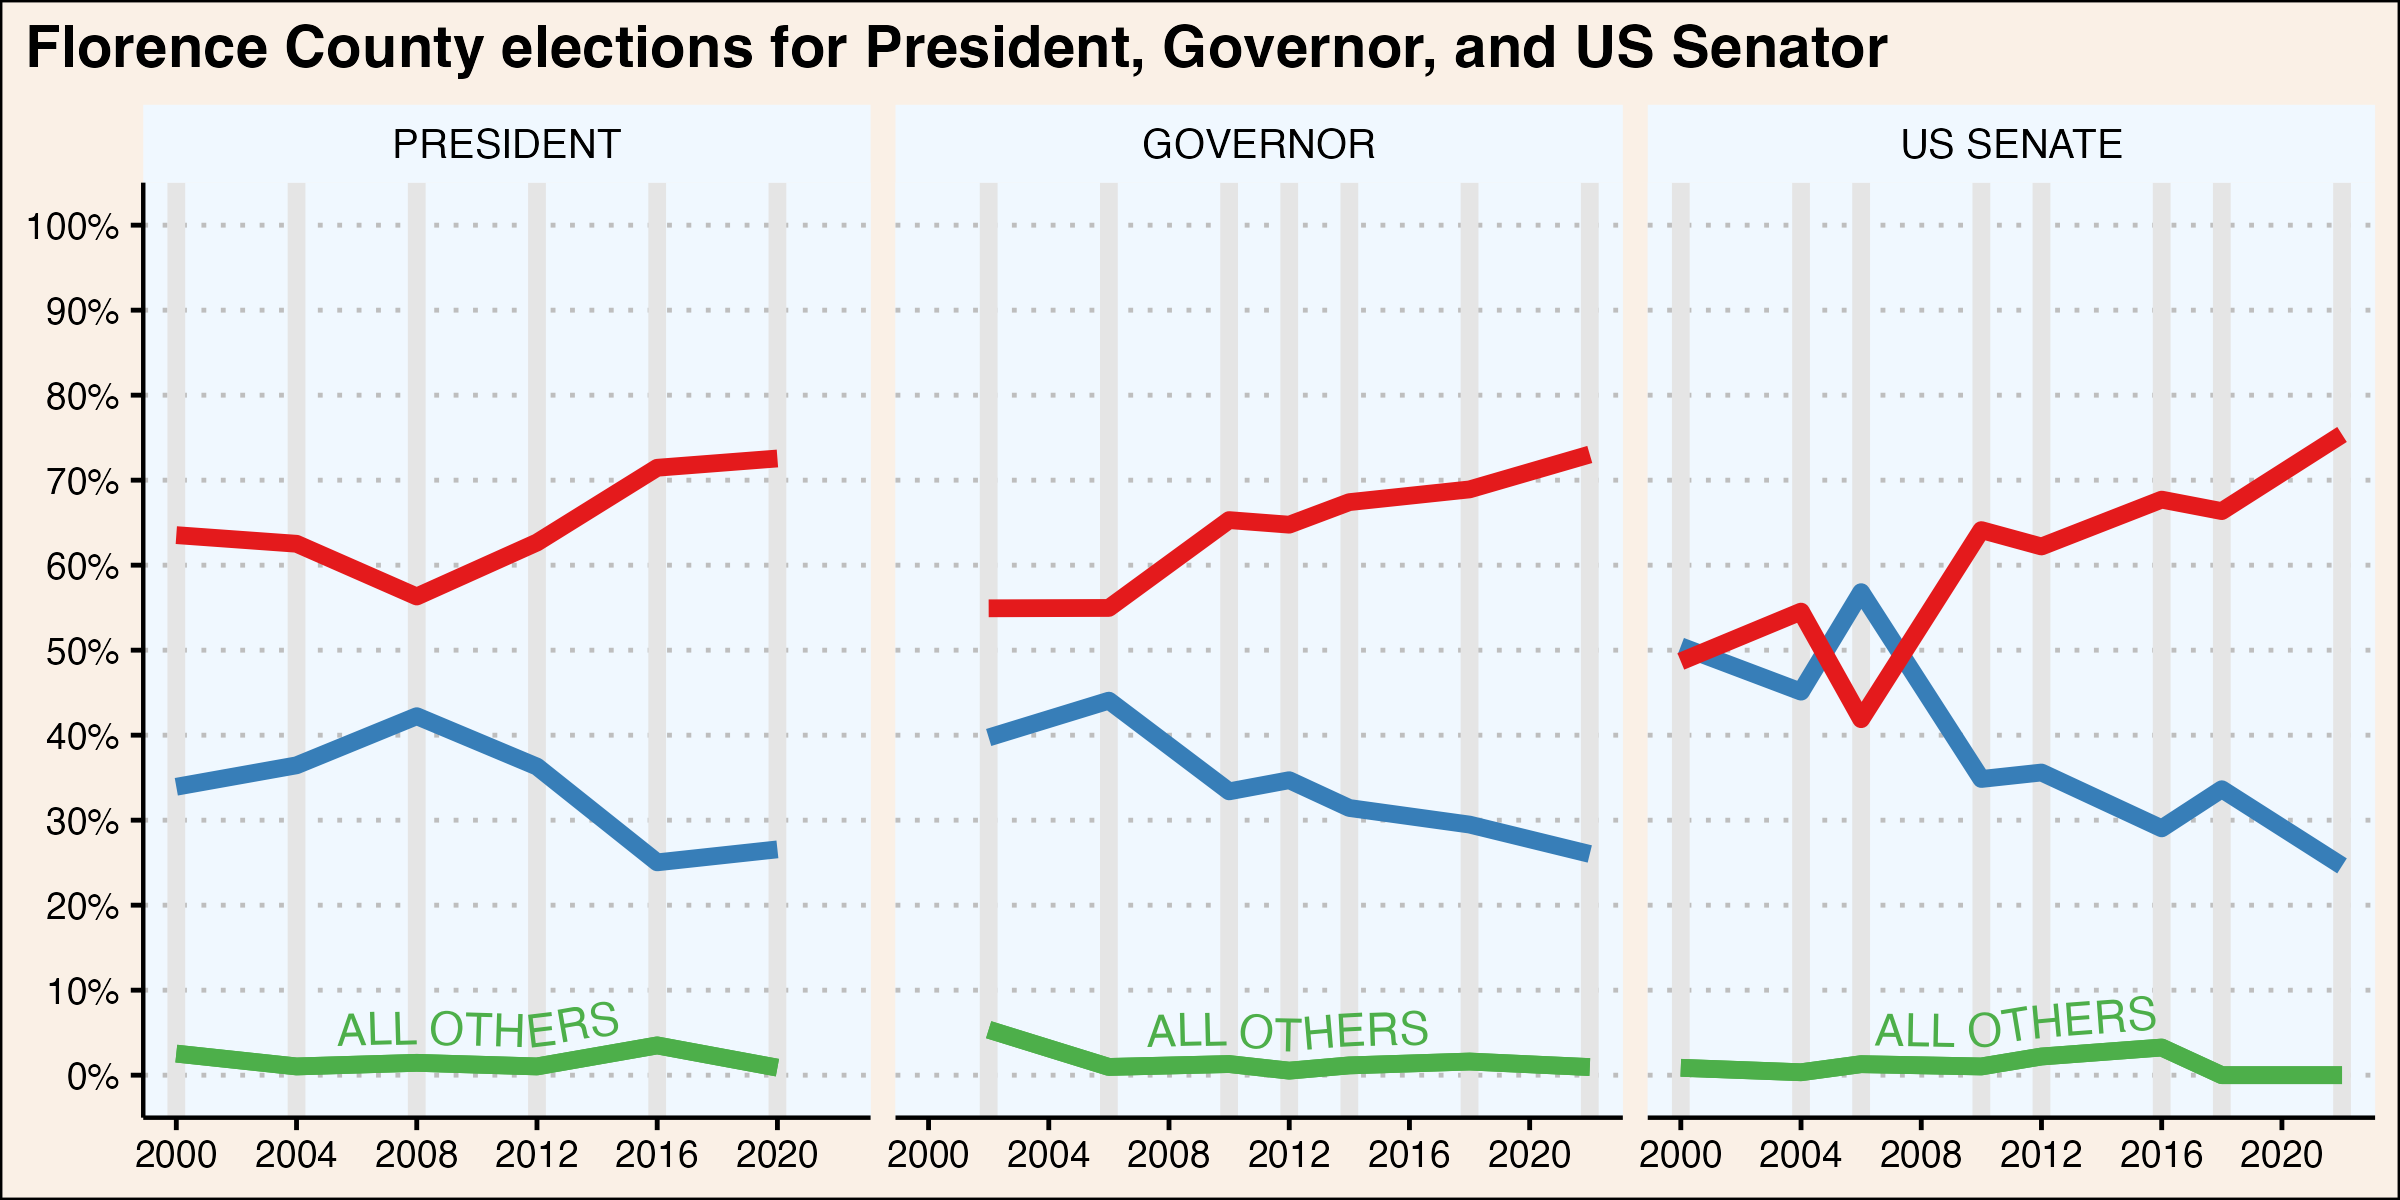 Florence County elections for President, Governor, and US Senator
PRESIDENT
GOVERNOR
US SENATE
100%
90%
80%
70%
60%
50%
40%
30%
20%
10%
0%
ALL OTHERS
ALL OTHERS
ALL OTHERS
2000 2004 2008 2012 2016 2020
2000 2004 2008 2012 2016 2020
2000 2004 2008 2012 2016 2020